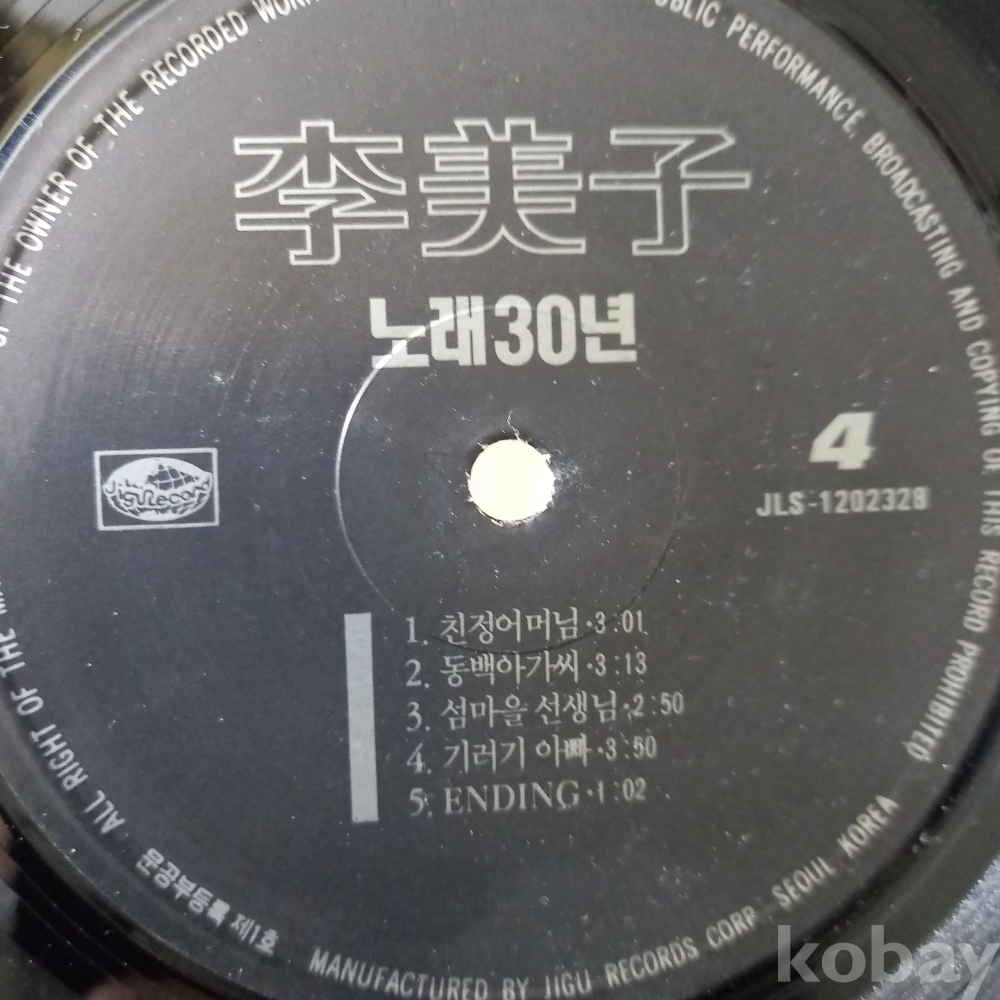 OF THE OWNER OF THE RECORDED WORK
PUBLIC PERFORMANCE, BROADCASTING AND COPYING OF THIS RECORD PROHIBITED
李美子
노래30년
Jigu Record
4
JLS-1202328
1. 친정어머님·3:01
2. 동백아가씨·3:13
3. 섬마을 선생님·2:50
4. 기러기 아빠·3:50
5. ENDING·1:02
ALL RIGHT OF THE
문공부등록 제1호
MANUFACTURED BY JIGU RECORDS CORP. SEOUL KOREA
kobay